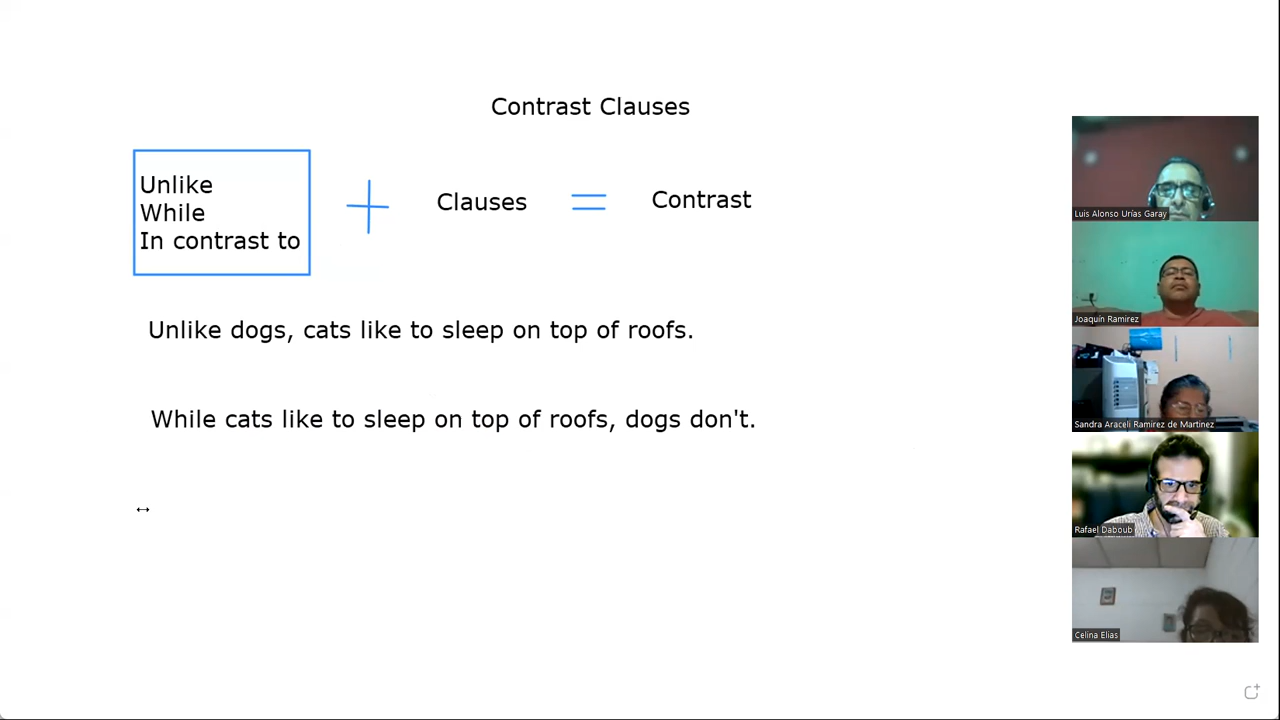 Contrast Clauses
Unlike
While
In contrast to
Clauses
Contrast
Unlike dogs, cats like to sleep on top of roofs.
While cats like to sleep on top of roofs, dogs don't.
Luis Alonso Urías Garay
Joaquín Ramirez
Sandra Araceli Ramirez de Martinez
Rafael Daboub
Celina Elias